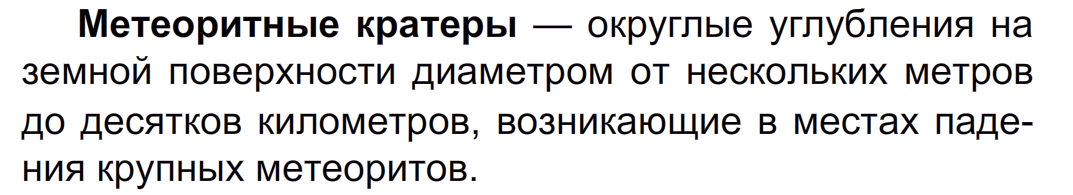 Метеоритные кратеры — округлые углубления на
земной поверхности диаметром от нескольких метров
до десятков километров, возникающие в местах паде-
ния крупных метеоритов.